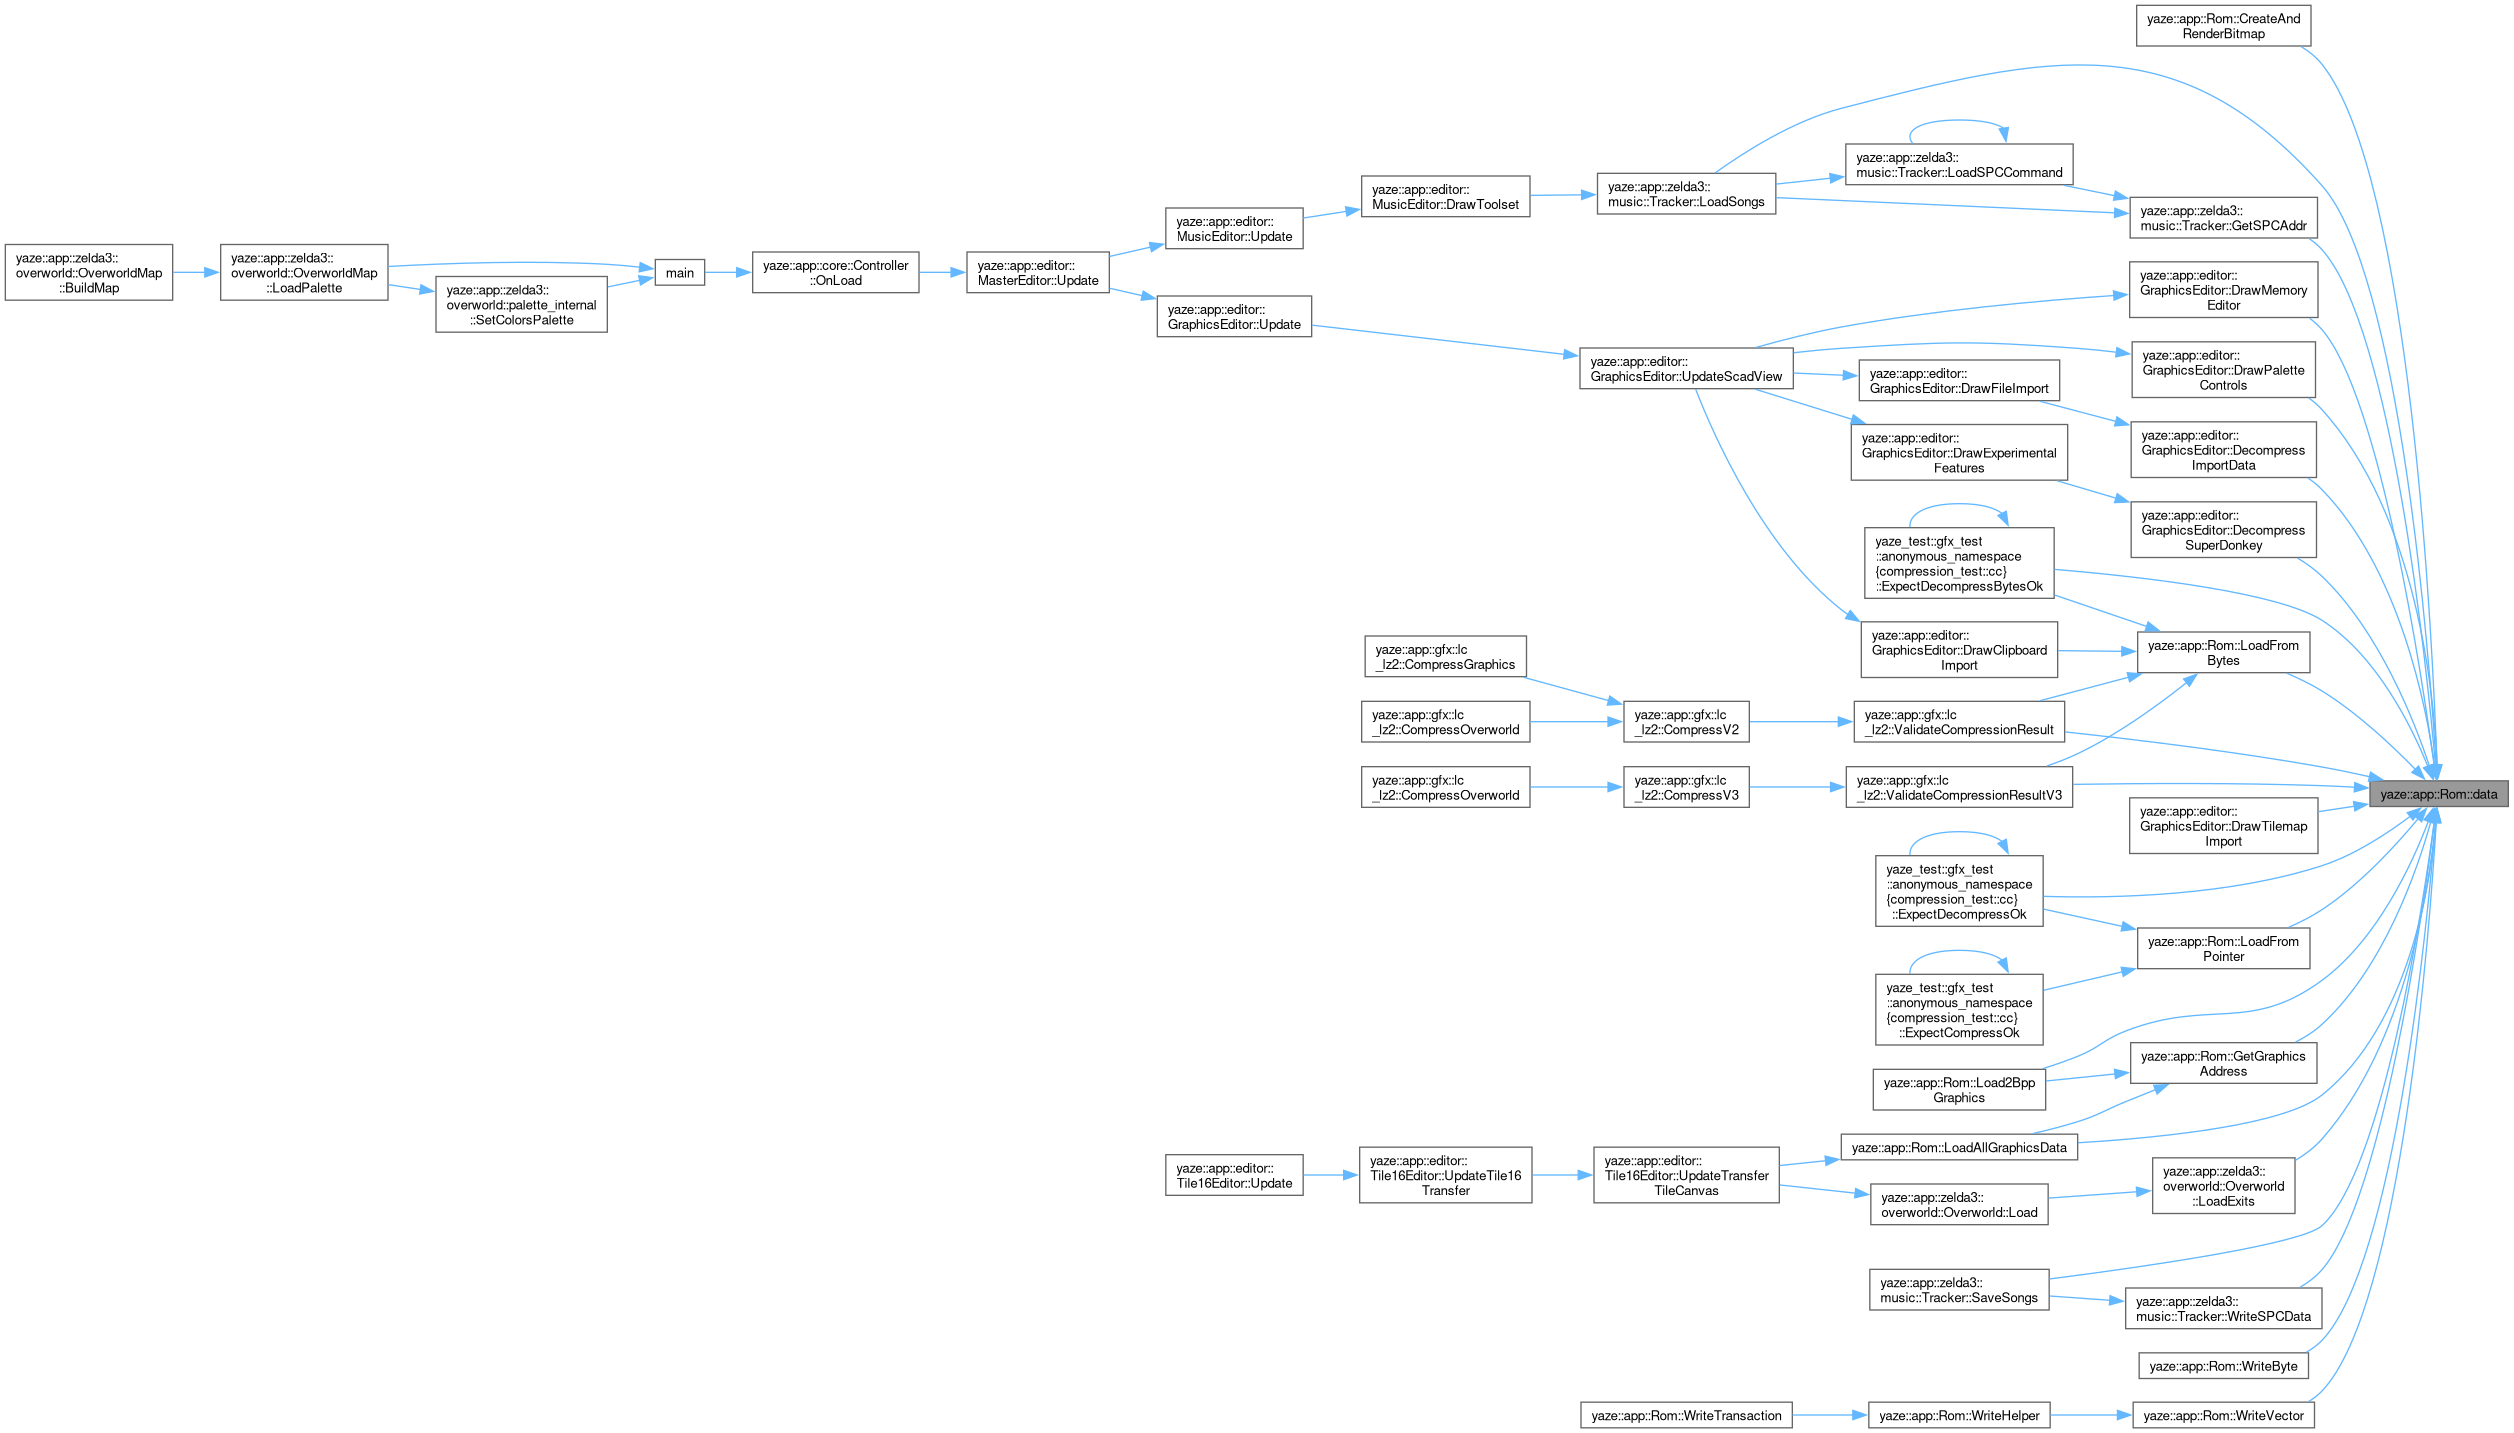 yaze::app::Rom::CreateAnd
RenderBitmap
yaze::app::zelda3::
music::Tracker::LoadSPCCommand
yaze::app::editor::
MusicEditor::DrawToolset
yaze::app::zelda3::
music::Tracker::LoadSongs
yaze::app::zelda3::
music::Tracker::GetSPCAddr
yaze::app::editor::
MusicEditor::Update
yaze::app::zelda3::
overworld::OverworldMap
::BuildMap
yaze::app::zelda3::
overworld::OverworldMap
::LoadPalette
yaze::app::zelda3::
overworld::palette_internal
::SetColorsPalette
main
yaze::app::core::Controller
::OnLoad
yaze::app::editor::
MasterEditor::Update
yaze::app::editor::
GraphicsEditor::Update
yaze::app::editor::
GraphicsEditor::DrawMemory
Editor
yaze::app::editor::
GraphicsEditor::UpdateScadView
yaze::app::editor::
GraphicsEditor::DrawFileImport
yaze::app::editor::
GraphicsEditor::DrawPalette
Controls
yaze::app::editor::
GraphicsEditor::DrawExperimental
Features
yaze::app::editor::
GraphicsEditor::Decompress
ImportData
yaze::app::editor::
GraphicsEditor::Decompress
SuperDonkey
yaze_test::gfx_test
::anonymous_namespace
{compression_test::cc}
::ExpectDecompressBytesOk
yaze::app::editor::
GraphicsEditor::DrawClipboard
Import
yaze::app::Rom::LoadFrom
Bytes
yaze::app::gfx::lc
_lz2::CompressGraphics
yaze::app::gfx::lc
_lz2::CompressOverworld
yaze::app::gfx::lc
_lz2::CompressV2
yaze::app::gfx::lc
_lz2::ValidateCompressionResult
yaze::app::gfx::lc
_lz2::CompressOverworld
yaze::app::gfx::lc
_lz2::CompressV3
yaze::app::gfx::lc
_lz2::ValidateCompressionResultV3
yaze::app::Rom::data
yaze::app::editor::
GraphicsEditor::DrawTilemap
Import
yaze_test::gfx_test
::anonymous_namespace
{compression_test::cc}
::ExpectDecompressOk
yaze::app::Rom::LoadFrom
Pointer
yaze_test::gfx_test
::anonymous_namespace
{compression_test::cc}
::ExpectCompressOk
yaze::app::Rom::GetGraphics
Address
yaze::app::Rom::Load2Bpp
Graphics
yaze::app::Rom::LoadAllGraphicsData
yaze::app::editor::
Tile16Editor::Update
yaze::app::editor::
Tile16Editor::UpdateTile16
Transfer
yaze::app::editor::
Tile16Editor::UpdateTransfer
TileCanvas
yaze::app::zelda3::
overworld::Overworld::Load
yaze::app::zelda3::
overworld::Overworld
::LoadExits
yaze::app::zelda3::
music::Tracker::SaveSongs
yaze::app::zelda3::
music::Tracker::WriteSPCData
yaze::app::Rom::WriteByte
yaze::app::Rom::WriteTransaction
yaze::app::Rom::WriteHelper
yaze::app::Rom::WriteVector